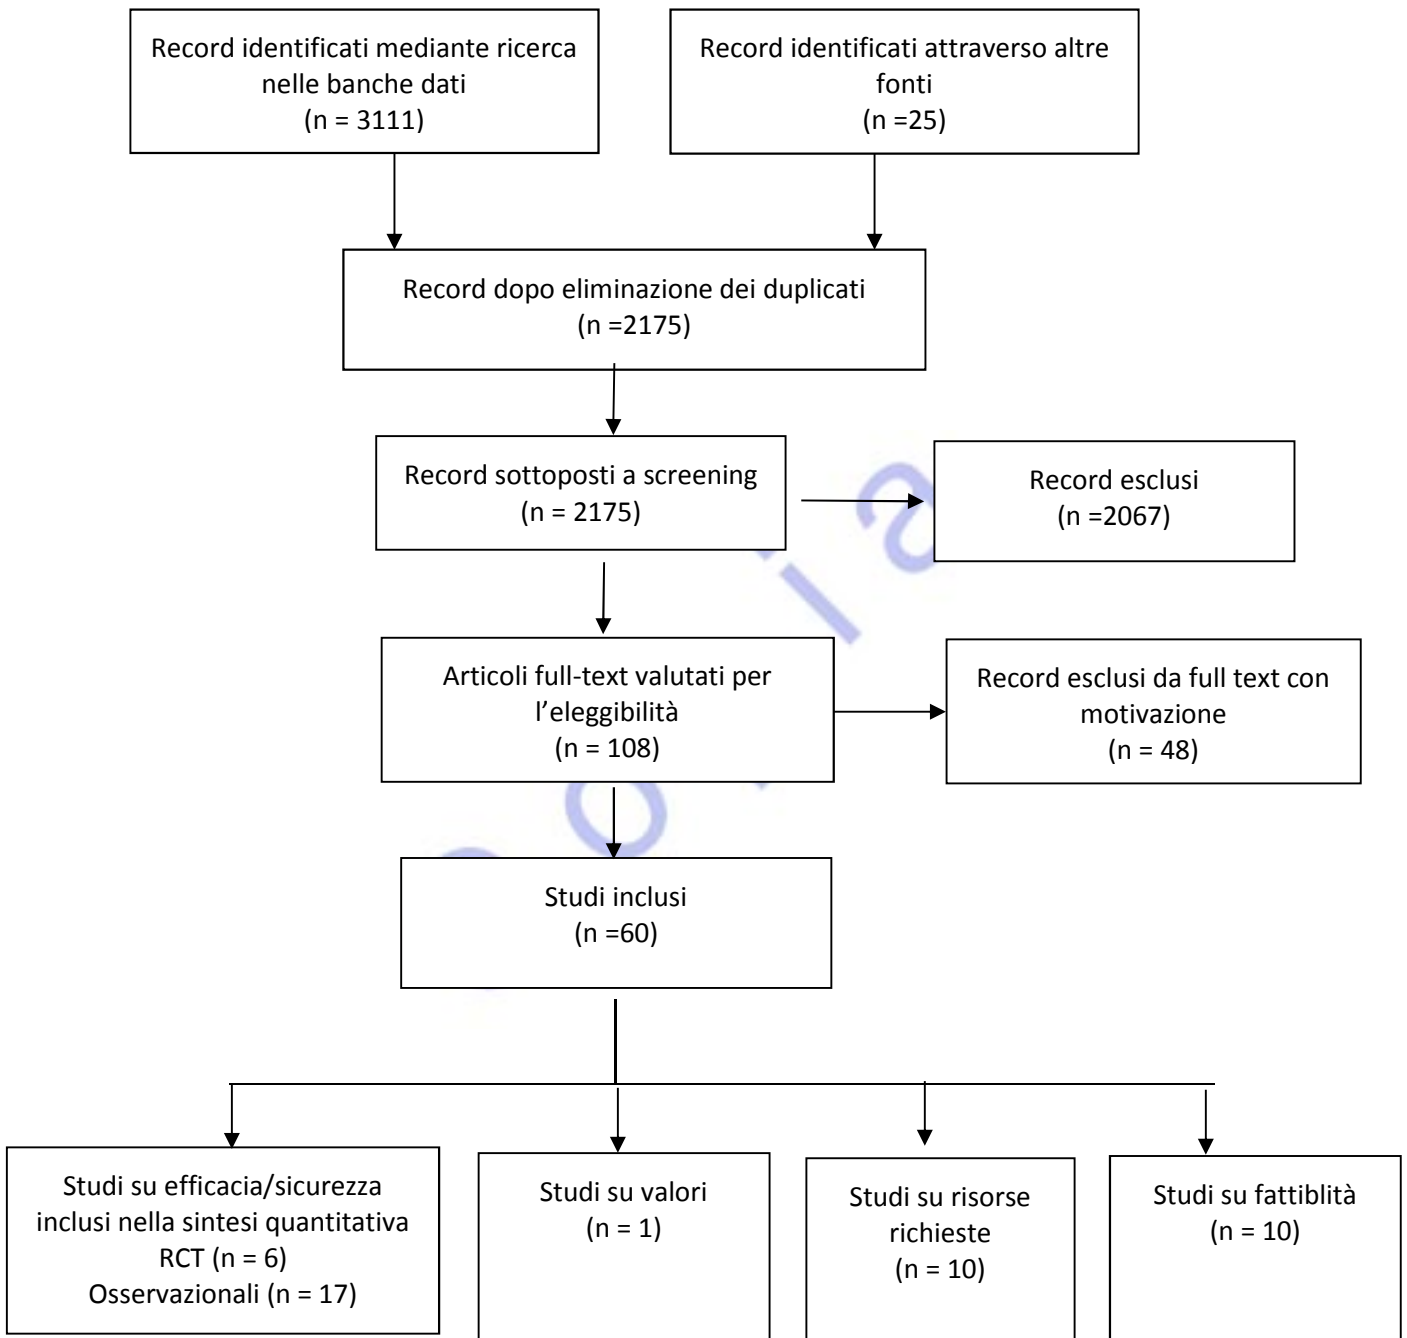 Record identificati mediante ricerca
nelle banche dati
(n = 3111)
Record identificati attraverso altre
fonti
(n =25)
Record dopo eliminazione dei duplicati
(n =2175)
Record sottoposti a screening
(n = 2175)
Record esclusi
(n =2067)
Articoli full-text valutati per
l’eleggibilità
(n = 108)
Record esclusi da full text con
motivazione
(n = 48)
Studi inclusi
(n =60)
Studi su efficacia/sicurezza
inclusi nella sintesi quantitativa
RCT (n = 6)
Osservazionali (n = 17)
Studi su valori
(n = 1)
Studi su risorse
richieste
(n = 10)
Studi su fattiblità
(n = 10)